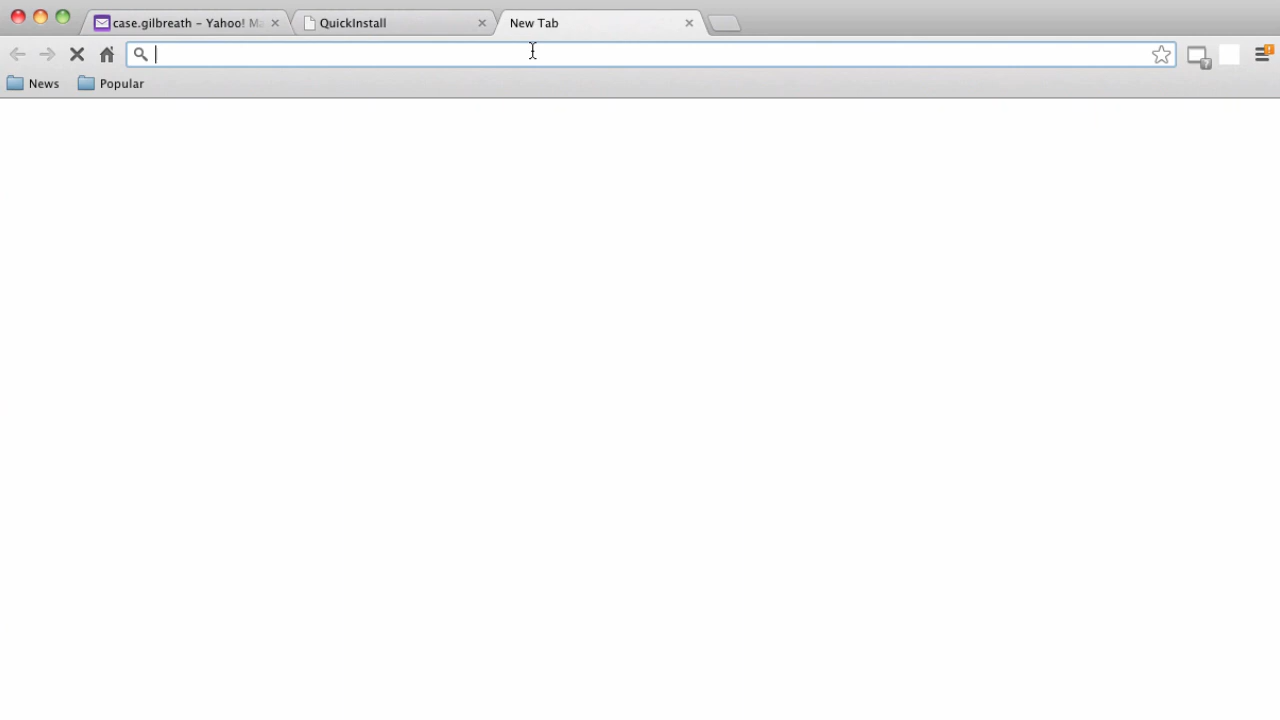 case.gilbreath – Yahoo! Ma
QuickInstall
New Tab
News
Popular